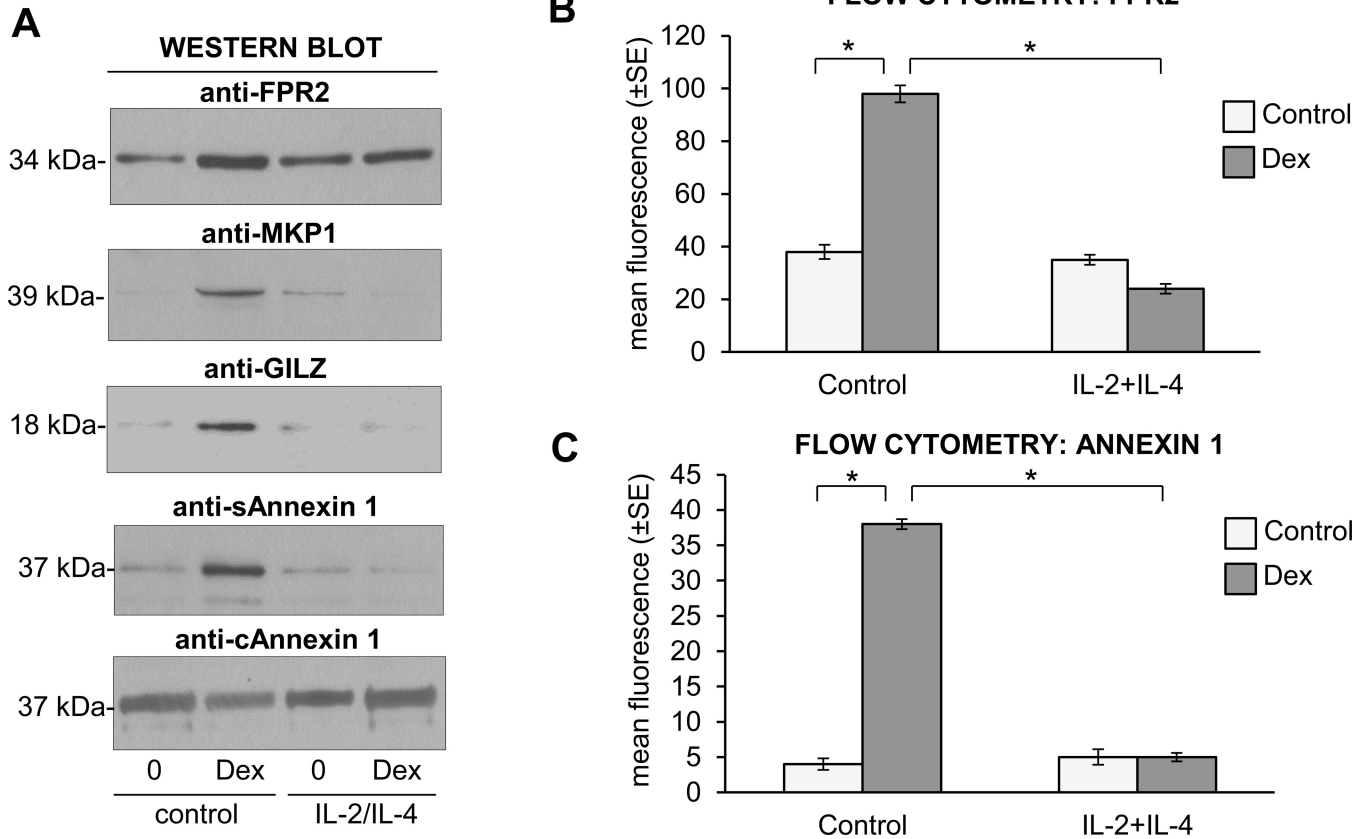 A
WESTERN BLOT
anti-FPR2
34 kDa-
anti-MKP1
39 kDa-
anti-GILZ
18 kDa-
anti-sAnnexin 1
37 kDa-
anti-cAnnexin 1
37 kDa-
0 Dex 0 Dex
control IL-2/IL-4
B
FLOW CYTOMETRY: FPR2
mean fluorescence (±SE)
120
100
80
60
40
20
0
* *
Control
Dex
Control IL-2+IL-4
C
FLOW CYTOMETRY: ANNEXIN 1
mean fluorescence (±SE)
45
40
35
30
25
20
15
10
5
0
* *
Control
Dex
Control IL-2+IL-4